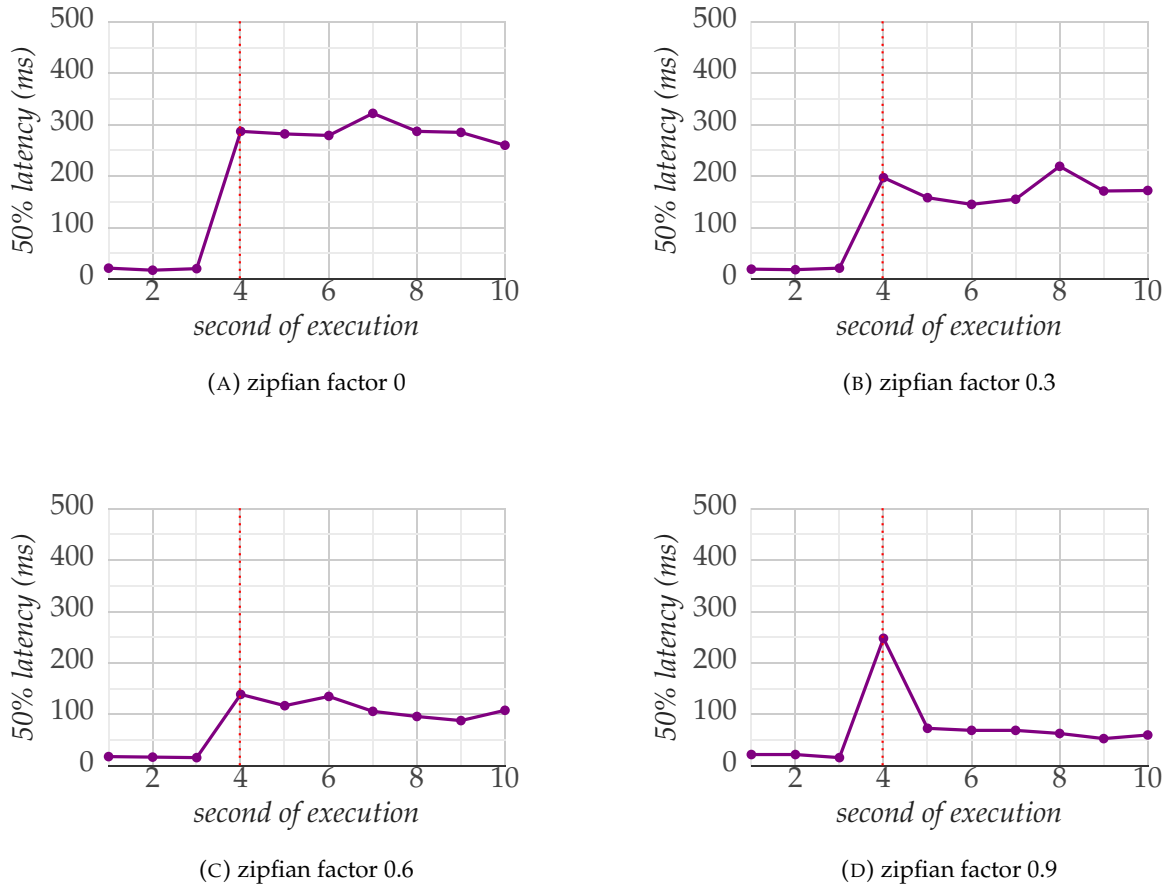 500
400
300
200
100
0
50% latency (ms)
2 4 6 8 10
second of execution
(A) zipfian factor 0
500
400
300
200
100
0
50% latency (ms)
2 4 6 8 10
second of execution
(B) zipfian factor 0.3
500
400
300
200
100
0
50% latency (ms)
2 4 6 8 10
second of execution
(C) zipfian factor 0.6
500
400
300
200
100
0
50% latency (ms)
2 4 6 8 10
second of execution
(D) zipfian factor 0.9